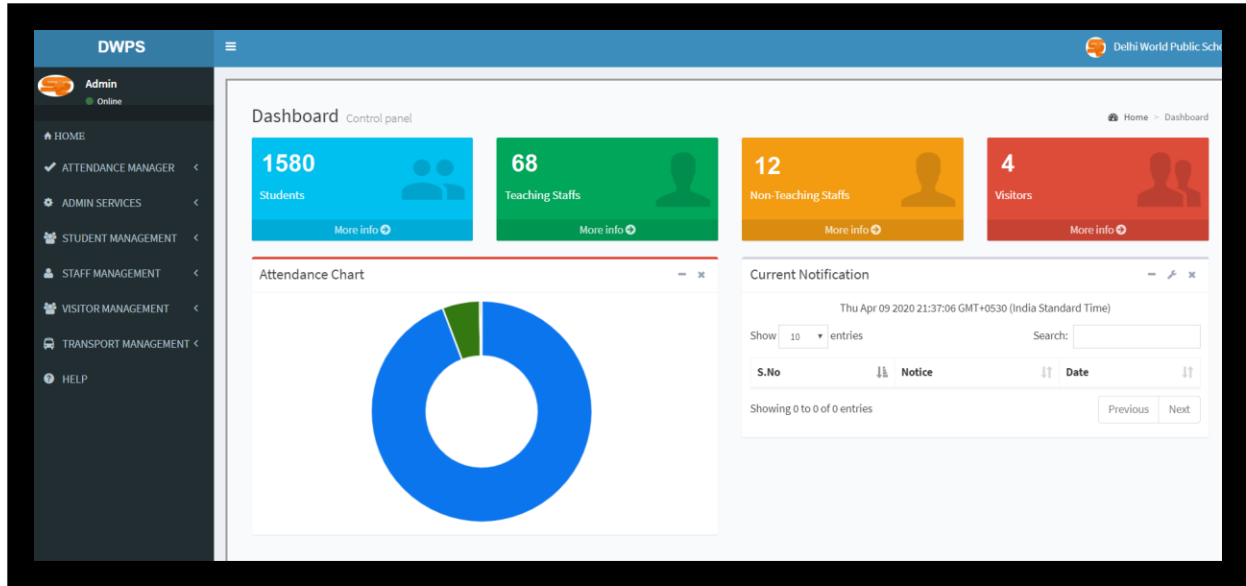 DWPS
Delhi World Public Scho
Admin
Online
HOME
ATTENDANCE MANAGER
ADMIN SERVICES
STUDENT MANAGEMENT
STAFF MANAGEMENT
VISITOR MANAGEMENT
TRANSPORT MANAGEMENT
HELP
Dashboard Control panel
Home > Dashboard
1580
Students
More info
68
Teaching Staffs
More info
12
Non-Teaching Staffs
More info
4
Visitors
More info
Attendance Chart
Current Notification
Thu Apr 09 2020 21:37:06 GMT+0530 (India Standard Time)
Show 10 entries
Search:
S.No Notice Date
Showing 0 to 0 of 0 entries
Previous Next